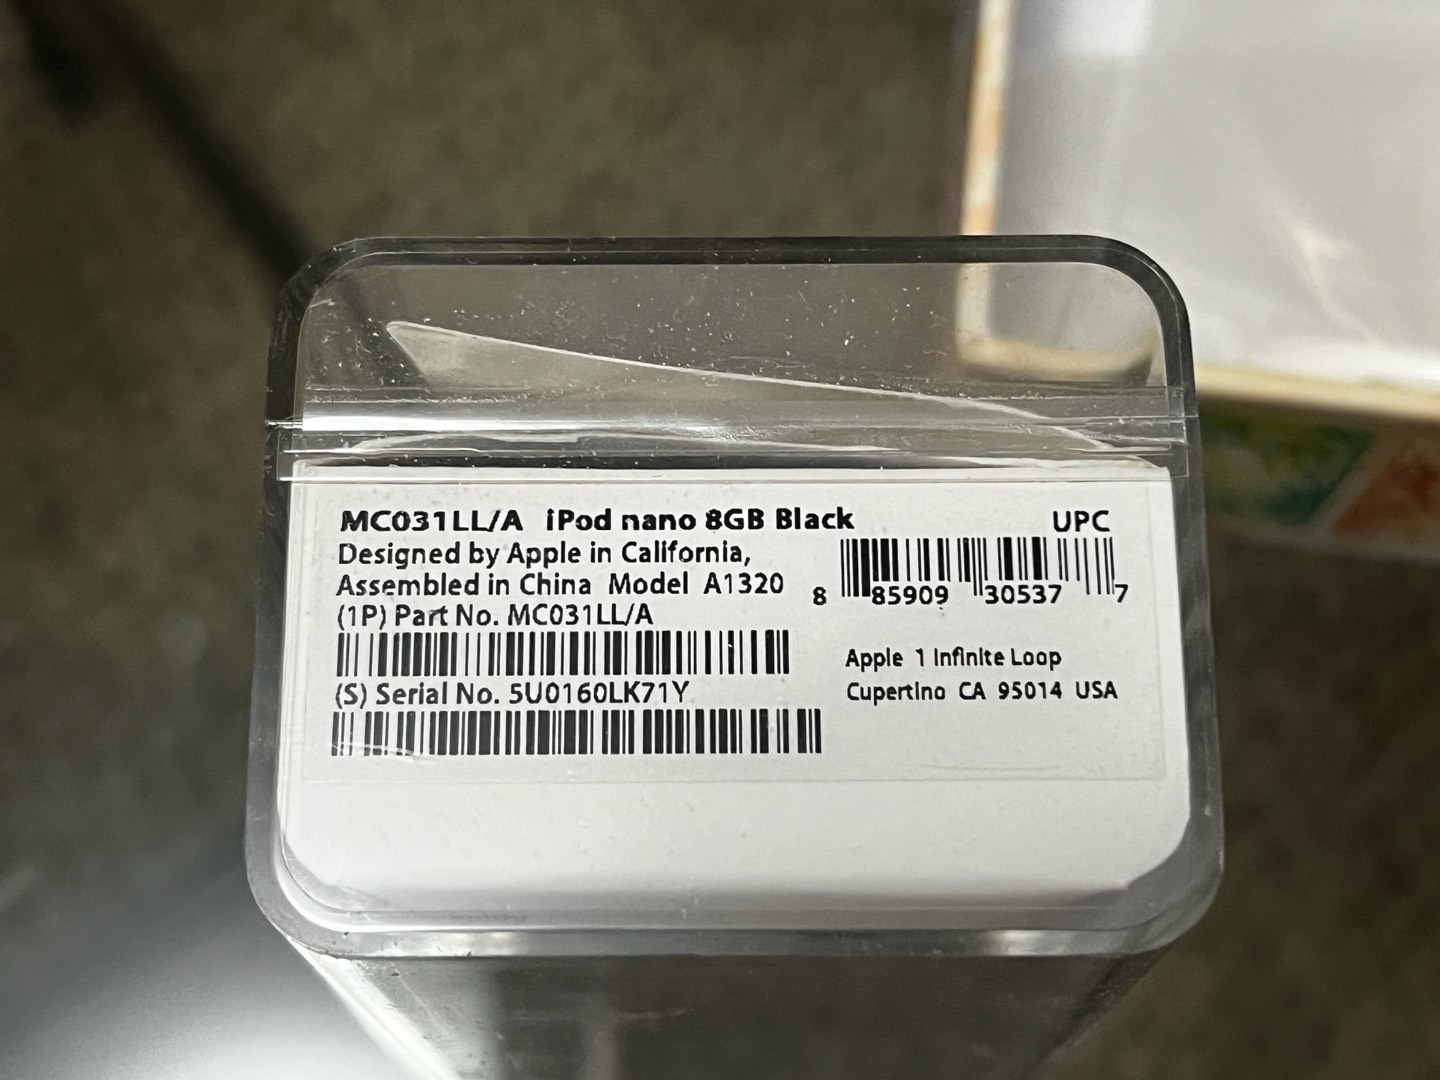 MC031LL/A iPod nano 8GB Black
Designed by Apple in California,
Assembled in China Model A1320
(1P) Part No. MC031LL/A
(S) Serial No. 5U0160LK71Y
UPC
8 85909 30537 7
Apple 1 Infinite Loop
Cupertino CA 95014 USA